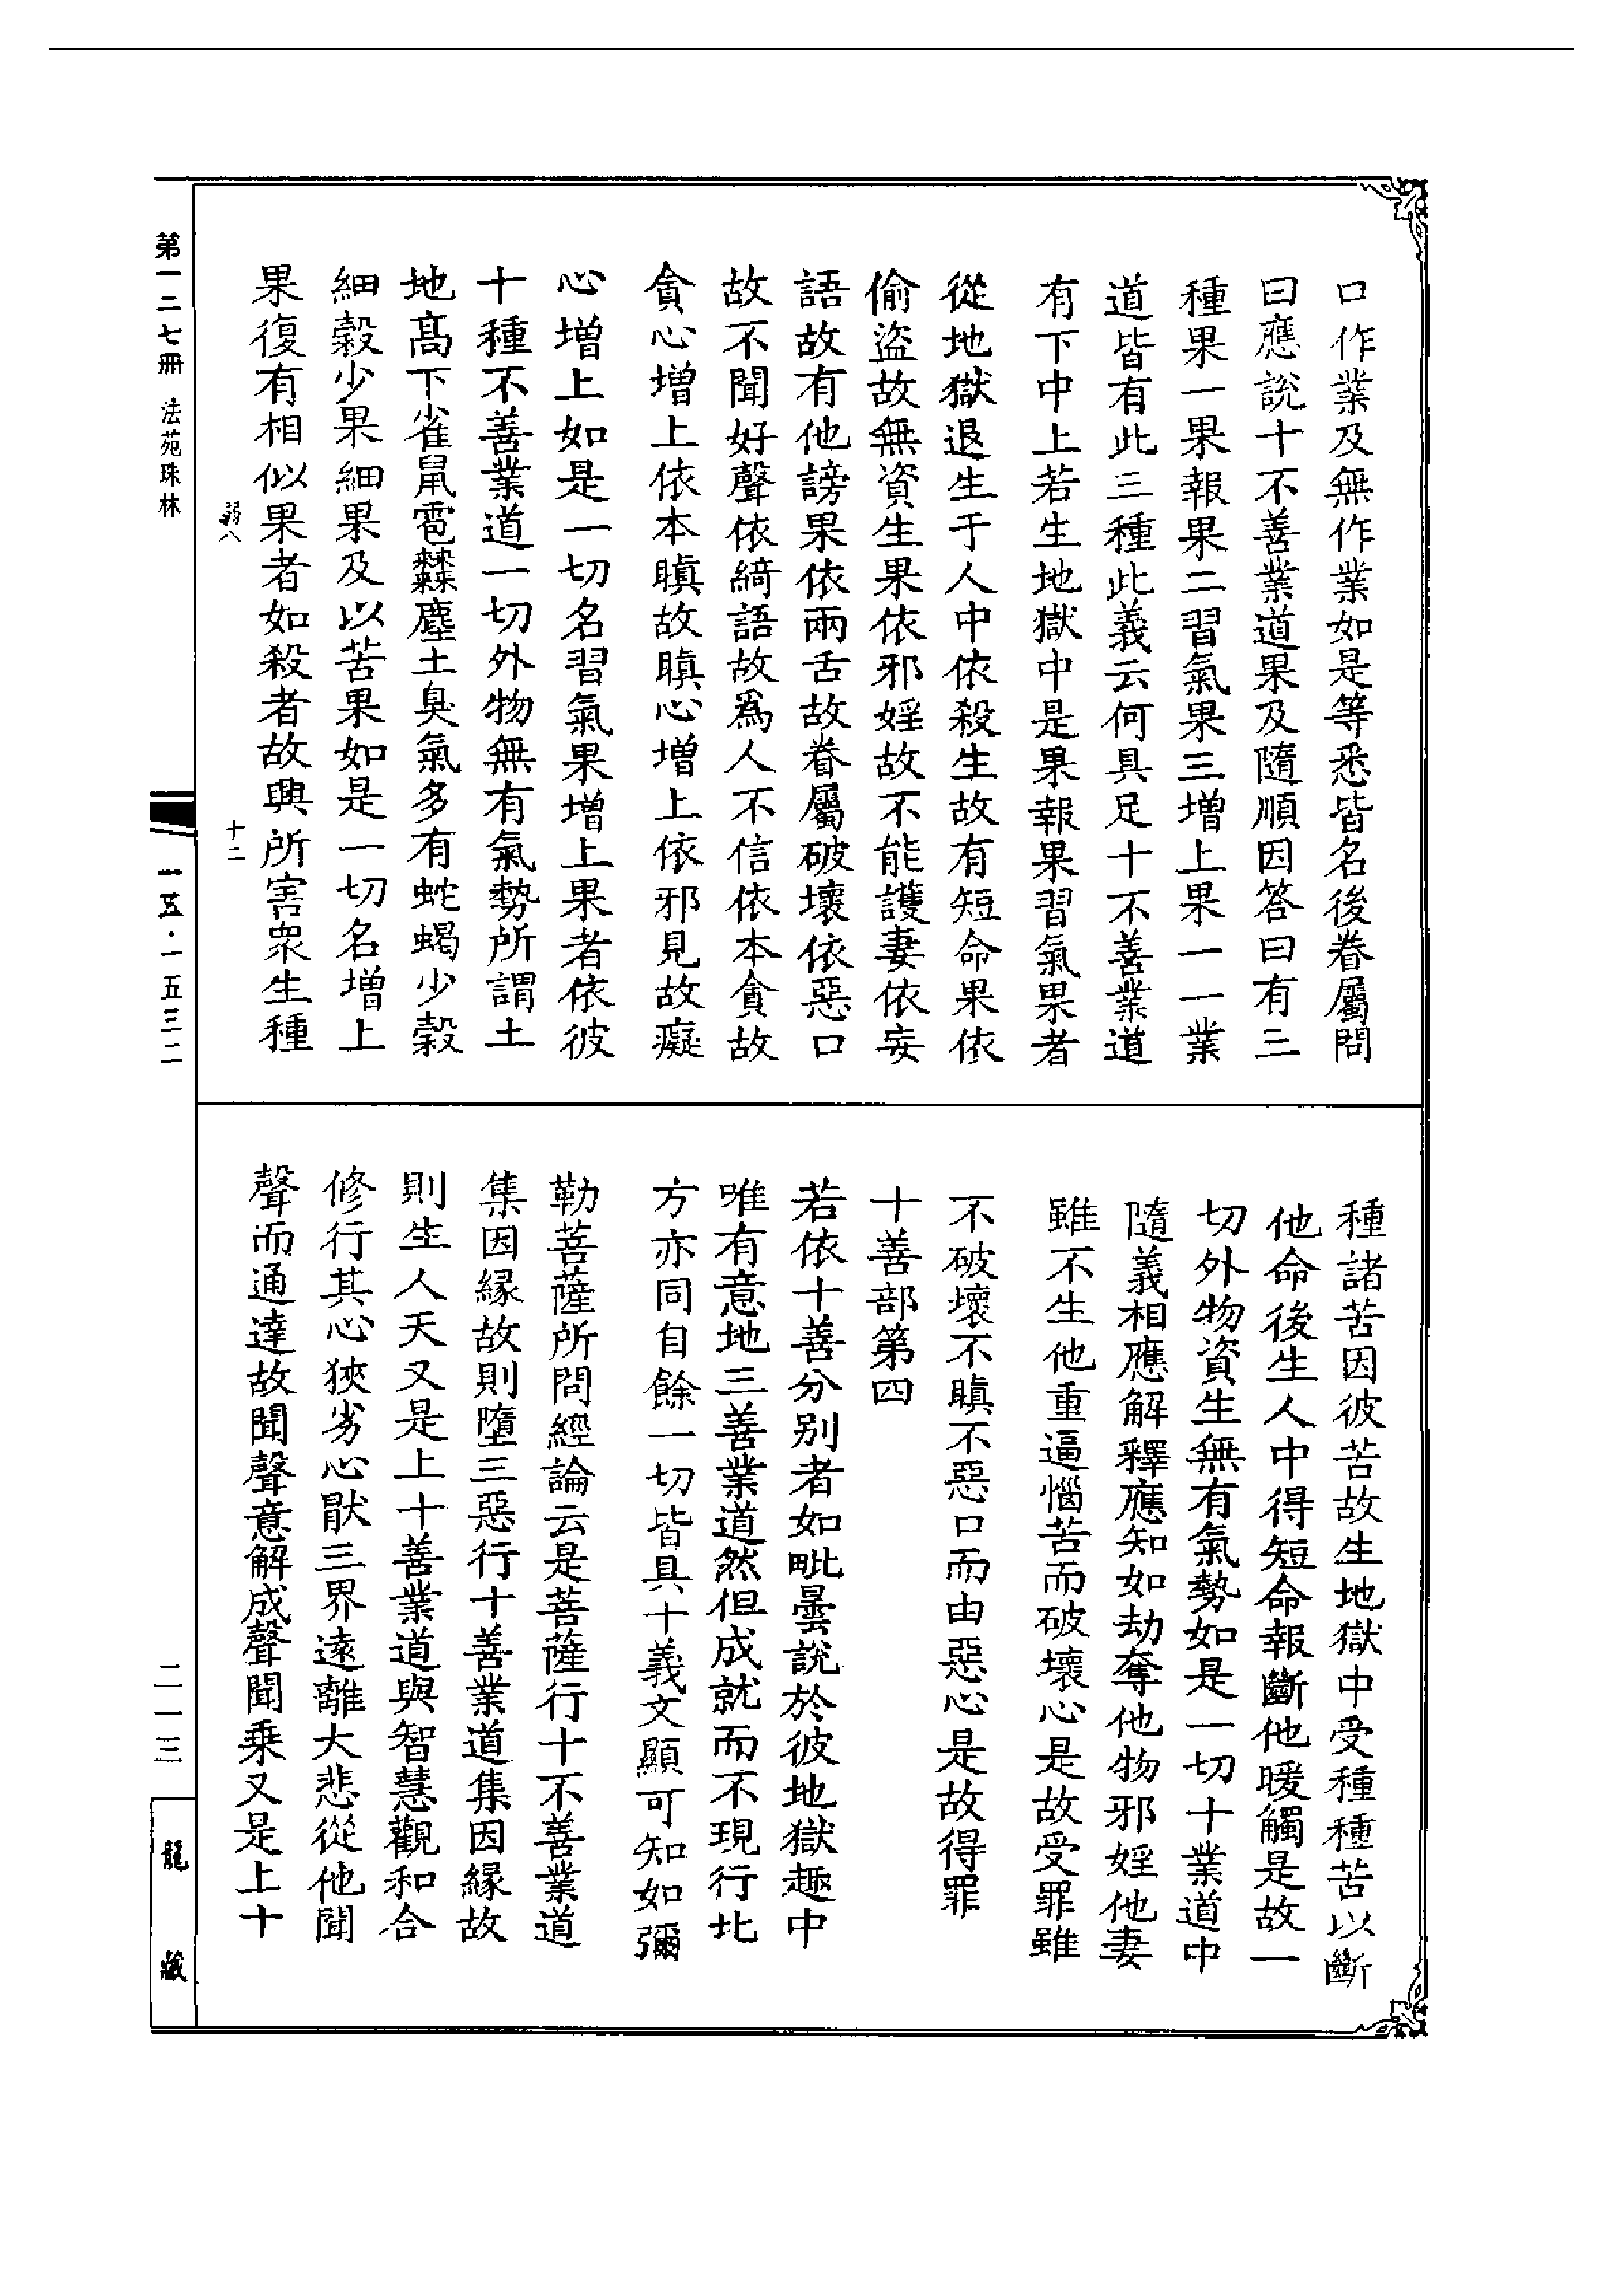 口作業及無作業如是等悉皆名後眷屬問
曰應說十不善業道果及隨順因答曰有三
種果一果報果二習氣果三增上果一一業
道皆有此三種此義云何具足十不善業道
有下中上若生地獄中是果報果習氣果者
從地獄退生于人中依殺生故有短命果依
偷盜故無資生果依邪婬故不能護妻依妄
語故有他謗果依兩舌故眷屬破壞依惡口
故不聞好聲依綺語故爲人不信依本貪故
貪心增上依本瞋故瞋心增上依邪見故癡
心增上如是一切名習氣果增上果者依彼
十種不善業道一切外物無有氣勢所謂土
地高下雀鼠雹𧕟塵土臭氣多有蛇蝎少穀
細穀少果細果及以苦果如是一切名增上
果復有相似果者如殺者故興所害衆生種
種諸苦因彼苦故生地獄中受種種苦以斷
他命後生人中得短命報斷他暖觸是故一
切外物資生無有氣勢如是一切十業道中
隨義相應解釋應知如劫奪他物邪婬他妻
雖不生他重逼惱苦而破壞心是故受罪雖
不破壞不瞋不惡口而由惡心是故得罪
十善部第四
若依十善分別者如毗曇說於彼地獄趣中
唯有意地三善業道然但成就而不現行北
方亦同自餘一切皆具十義文顯可知如彌
勒菩薩所問經論云是菩薩行十不善業道
集因緣故則墮三惡行十善業道集因緣故
則生人天又是上十善業道與智慧觀和合
修行其心狹劣心猒三界遠離大悲從他聞
聲而通達故聞聲意解成聲聞乘又是上十
弱八
十二
第一二七冊 法苑珠林
一五·一五三二
二一三
龍藏